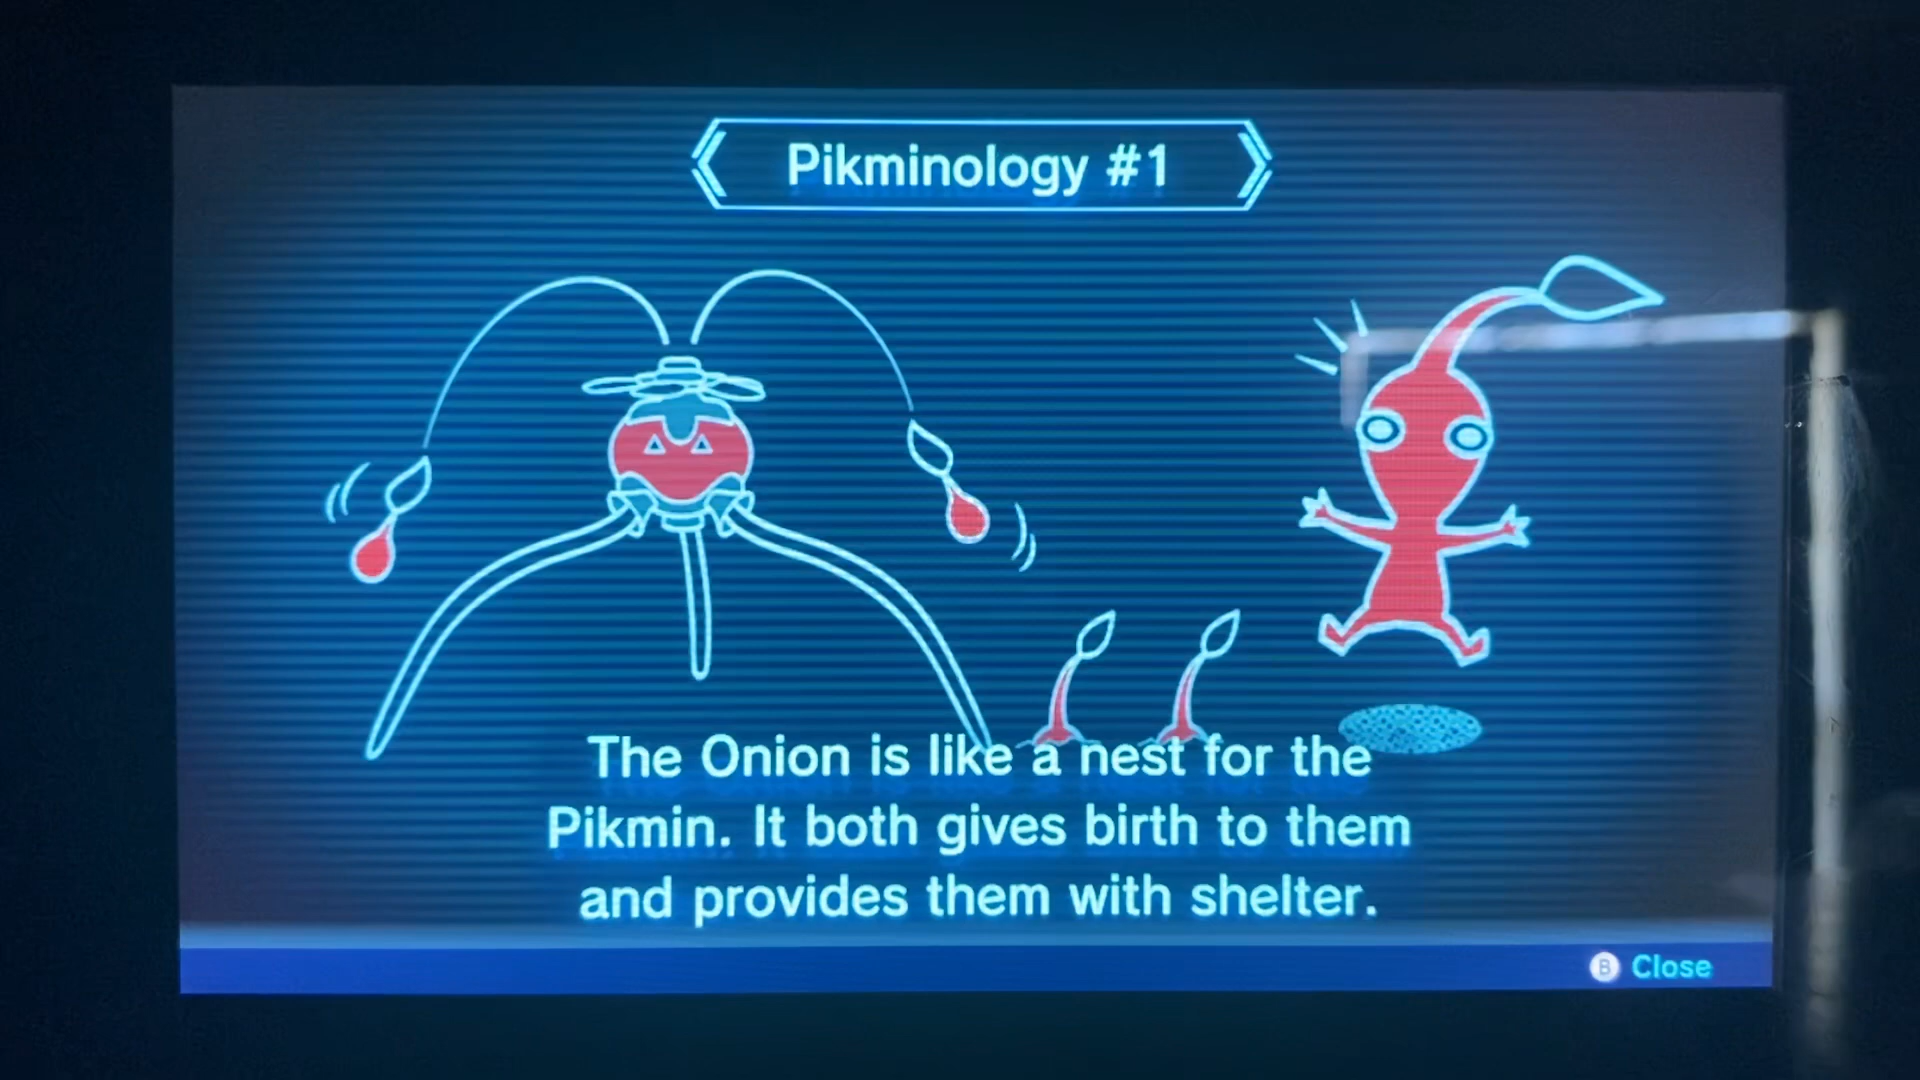 Pikminology #1
The Onion is like a nest for the
Pikmin. It both gives birth to them
and provides them with shelter.
B Close